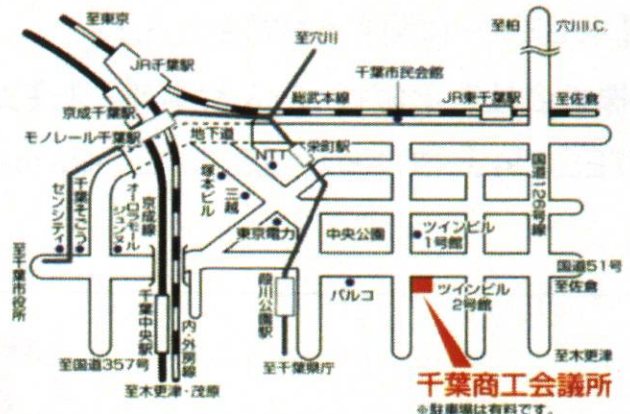 至東京
至柏
穴川I.C.
至穴川
JR千葉駅
千葉市民会館
京成千葉駅
総武本線
JR東千葉駅
至佐倉
モノレール千葉駅
地下道
栄町駅
NTT
国道126号線
塚本ビル
三越
京成線
オーロラモール
ジュンヌ
千葉そごう
センシティ
東京電力
中央公園
ツインビル
1号館
至千葉市役所
国道51号
葭川公園駅
パルコ
ツインビル
2号館
至佐倉
千葉中央駅
内・外房線
至国道357号
至千葉県庁
至木更津
至木更津・茂原
千葉商工会議所
※駐車場は有料です。